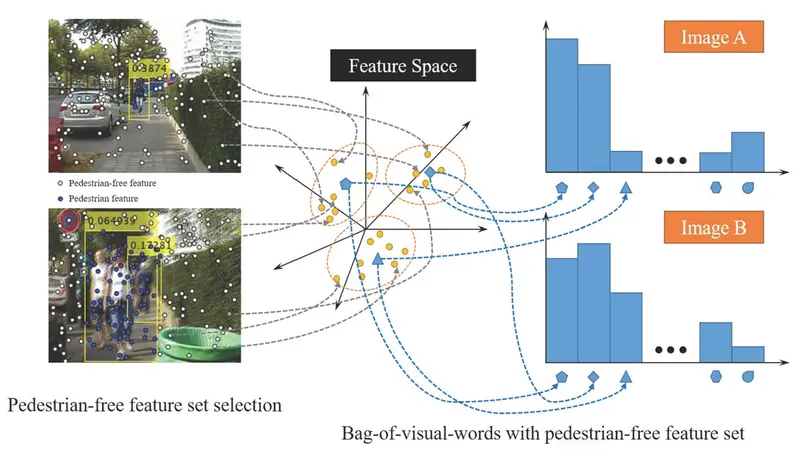 0.3874
Pedestrian-free feature
Pedestrian feature
0.064939
0.17281
Pedestrian-free feature set selection
Feature Space
Image A
Image B
Bag-of-visual-words with pedestrian-free feature set